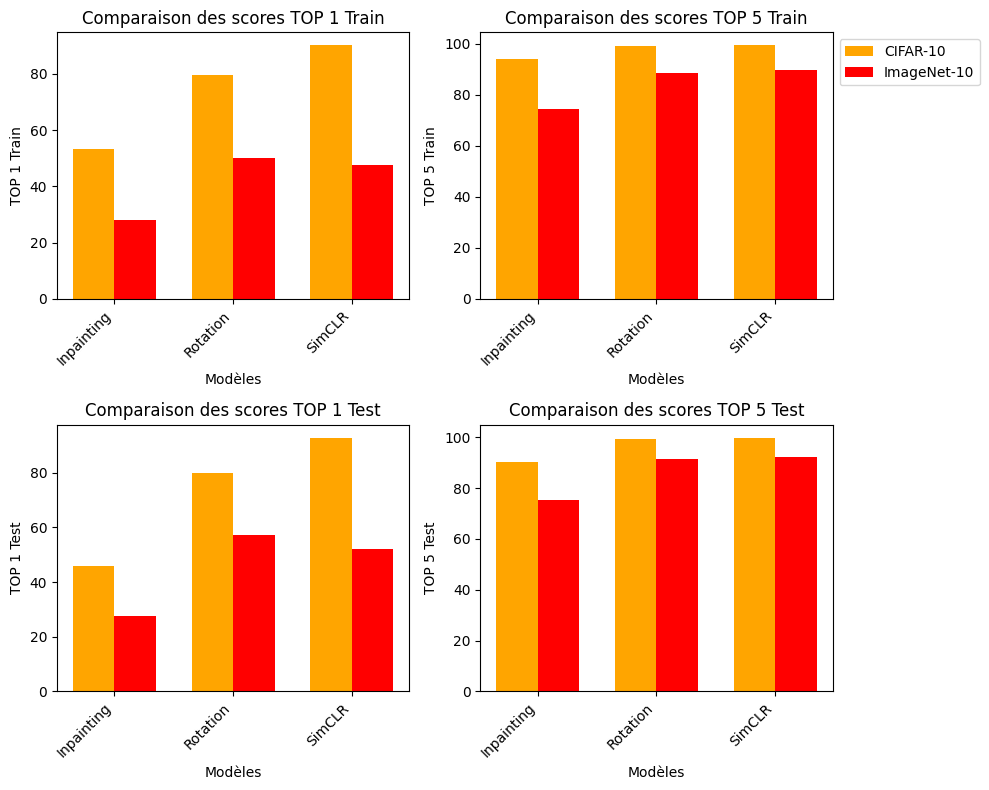 Comparaison des scores TOP 1 Train
TOP 1 Train
80
60
40
20
0
Inpainting
Rotation
SimCLR
Modèles
Comparaison des scores TOP 5 Train
TOP 5 Train
100
80
60
40
20
0
Inpainting
Rotation
SimCLR
Modèles
CIFAR-10
ImageNet-10
Comparaison des scores TOP 1 Test
TOP 1 Test
80
60
40
20
0
Inpainting
Rotation
SimCLR
Modèles
Comparaison des scores TOP 5 Test
TOP 5 Test
100
80
60
40
20
0
Inpainting
Rotation
SimCLR
Modèles